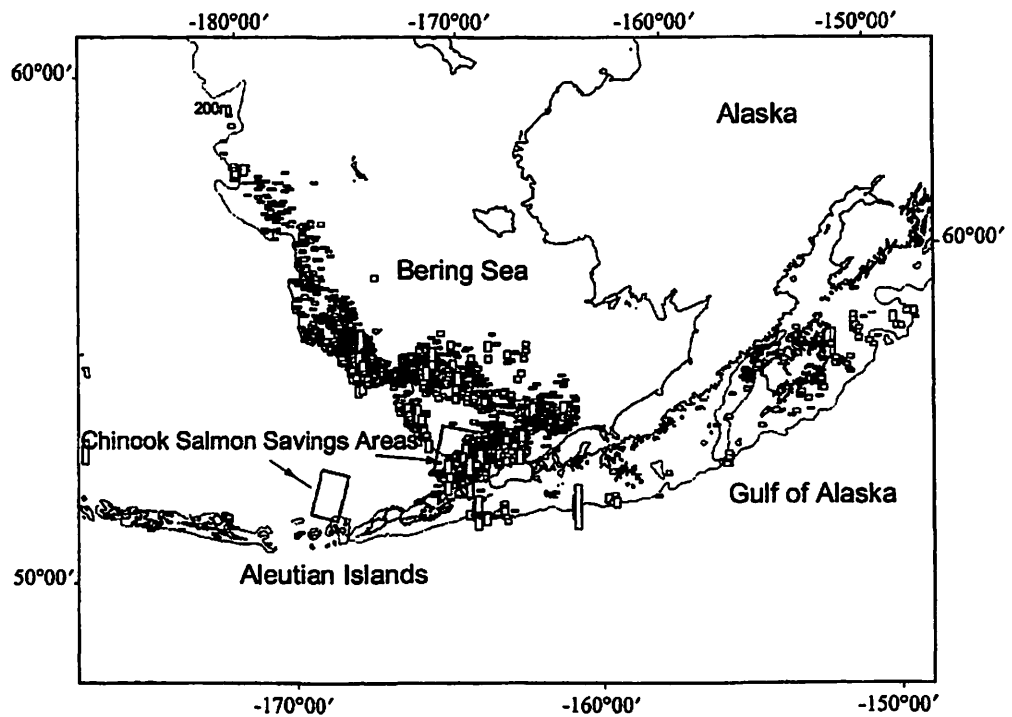 -180°00′ -170°00′ -160°00′ -150°00′
60°00′
200m
Alaska
60°00′
Bering Sea
Chinook Salmon Savings Areas
Gulf of Alaska
Aleutian Islands
50°00′
-170°00′ -160°00′ -150°00′